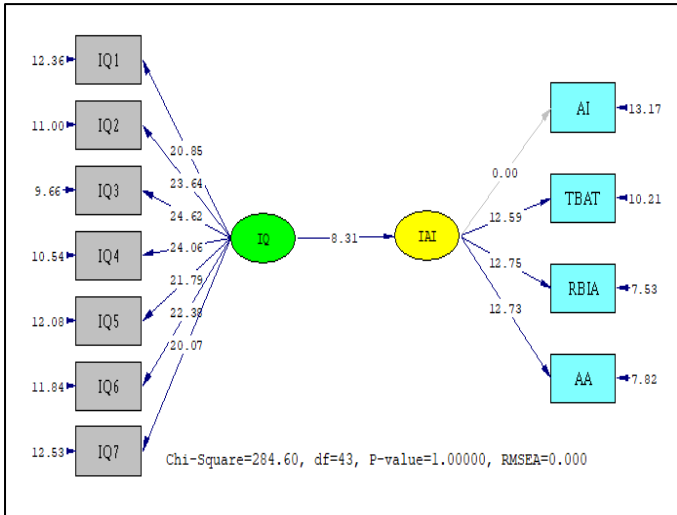 12.36 IQ1
11.00 IQ2
9.66 IQ3
10.54 IQ4
12.08 IQ5
11.84 IQ6
12.53 IQ7
20.85
23.64
24.62
24.06
21.79
22.38
20.07
IQ
8.31
IAI
0.00
12.59
12.75
12.73
AI 13.17
TBAT 10.21
RBIA 7.53
AA 7.82
Chi-Square=284.60, df=43, P-value=1.00000, RMSEA=0.000